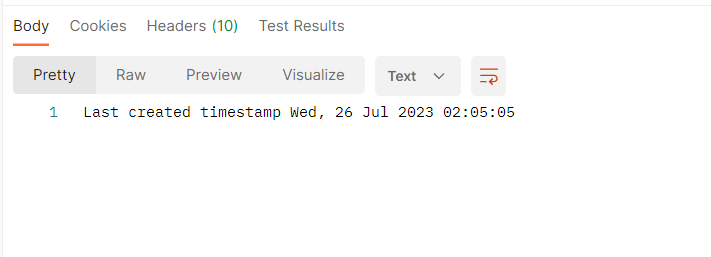 Body Cookies Headers (10) Test Results
Pretty Raw Preview Visualize Text
1 Last created timestamp Wed, 26 Jul 2023 02:05:05